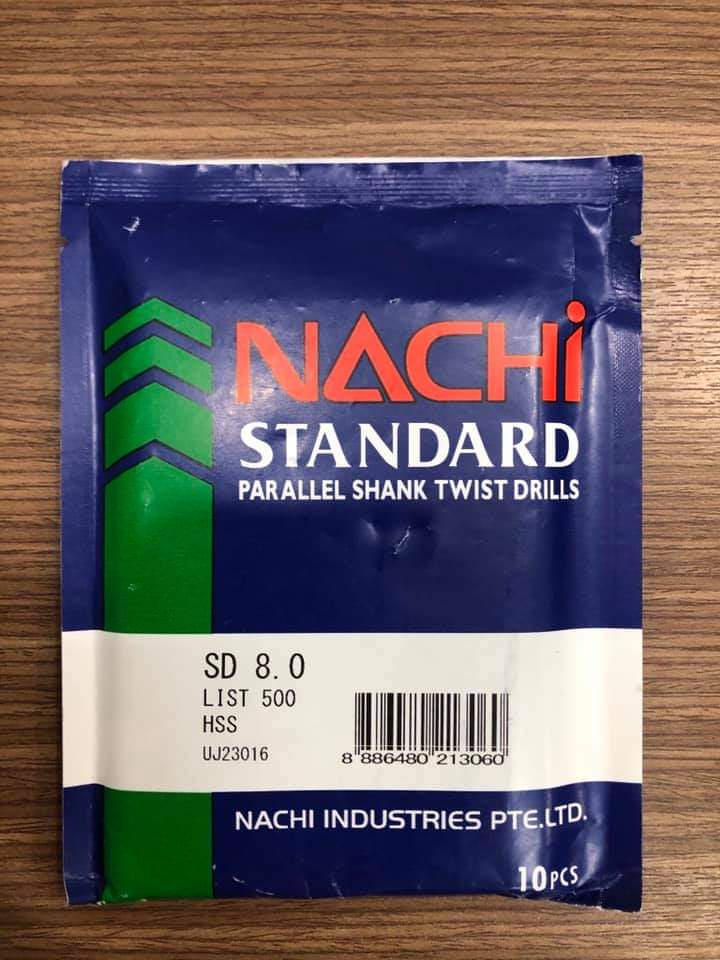 NACHi
STANDARD
PARALLEL SHANK TWIST DRILLS
SD 8.0
LIST 500
HSS
UJ23016
8 886480 213060
NACHI INDUSTRIES PTE.LTD.
10PCS